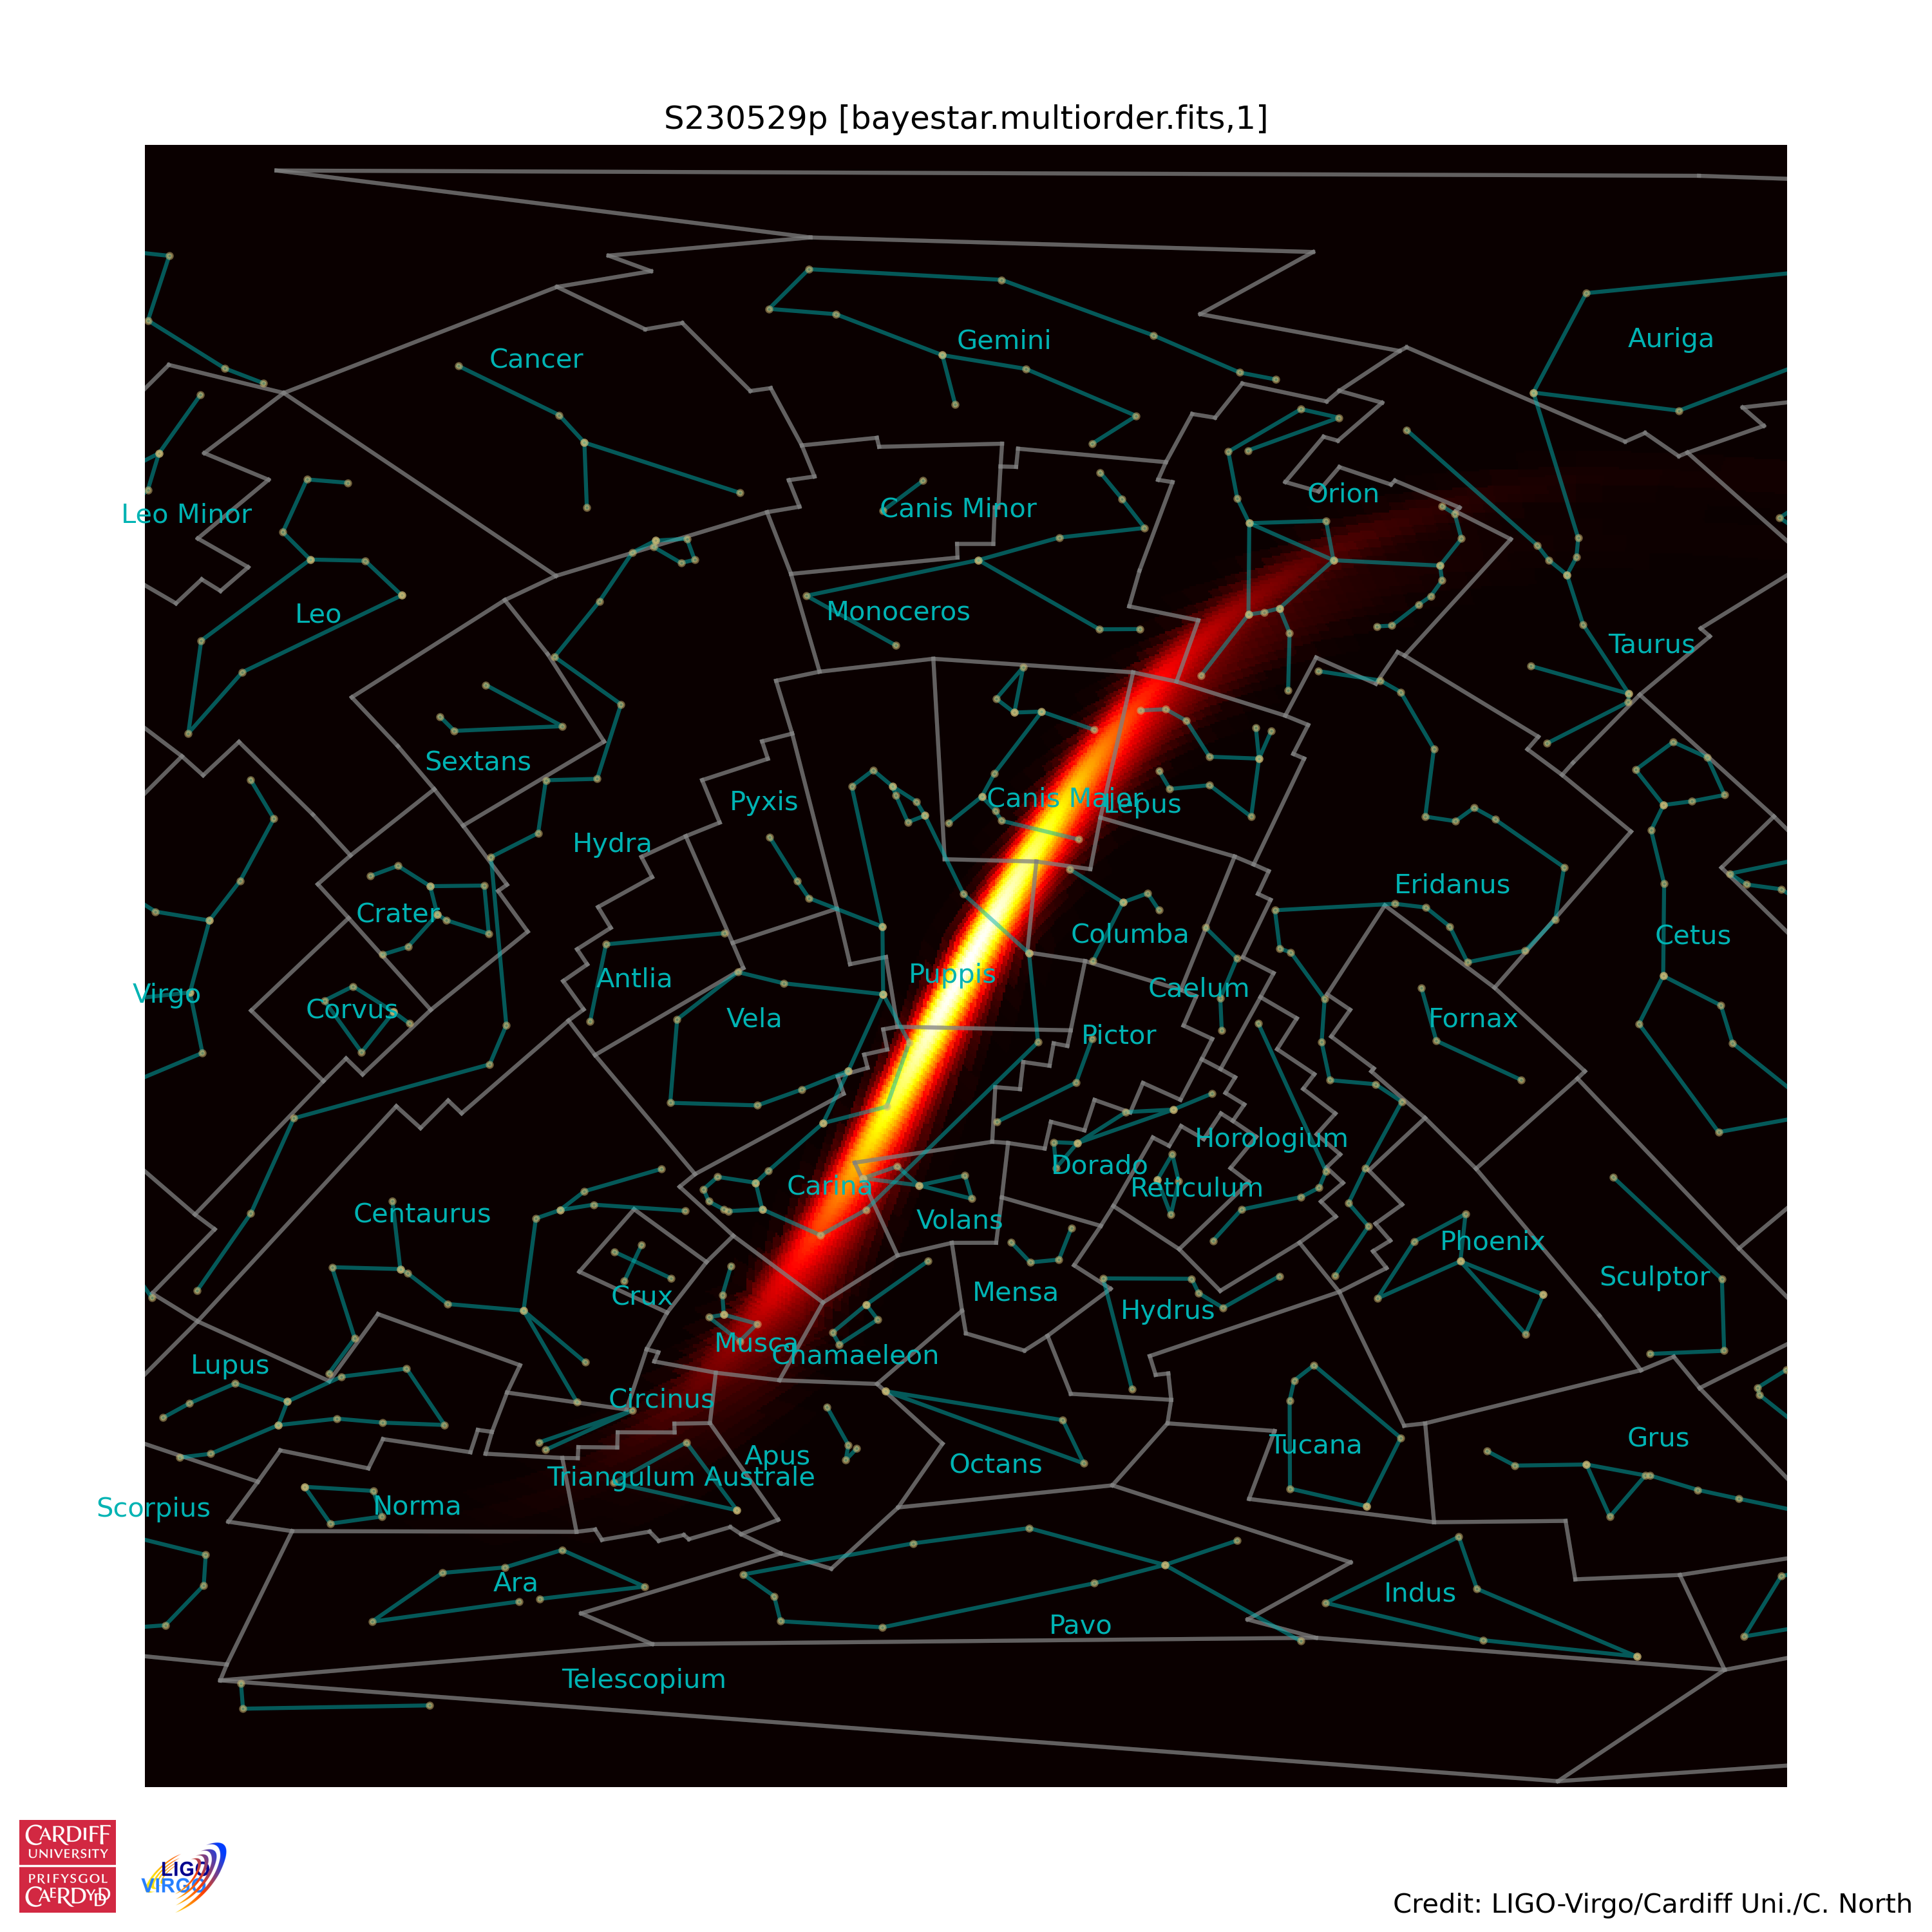 S230529p [bayestar.multiorder.fits,1]
Gemini
Auriga
Cancer
Canis Minor
Orion
Leo Minor
Leo
Monoceros
Taurus
Sextans
Pyxis
Canis Major
Lepus
Hydra
Eridanus
Crater
Columba
Cetus
Antlia
Puppis
Caelum
Virgo
Corvus
Vela
Pictor
Fornax
Horologium
Dorado
Reticulum
Carina
Centaurus
Volans
Phoenix
Sculptor
Mensa
Crux
Hydrus
Musca
Chamaeleon
Lupus
Circinus
Grus
Tucana
Apus
Octans
Triangulum Australe
Scorpius
Norma
Ara
Indus
Pavo
Telescopium
CARDIFF
UNIVERSITY
PRIFYSGOL
CAERDYDD
LIGO
VIRGO
Credit: LIGO-Virgo/Cardiff Uni./C. North